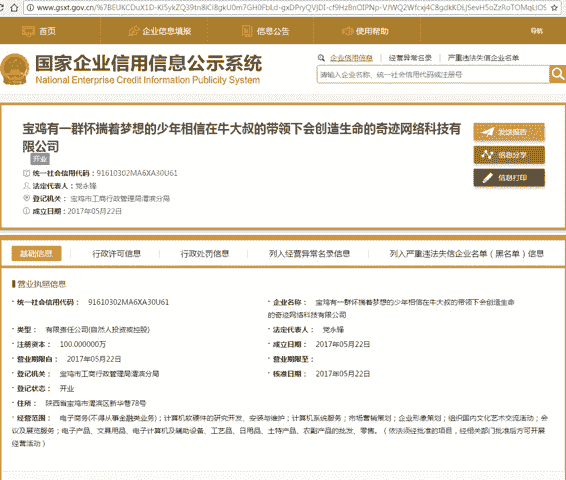 www.gsxt.gov.cn/
首页
企业信息填报
信息公告
使用帮助
导航
国家企业信用信息公示系统
National Enterprise Credit Information Publicity System
企业信用信息 | 经营异常名录 | 严重违法失信企业名单
请输入企业名称、统一社会信用代码或注册号
宝鸡有一群怀揣着梦想的少年相信在牛大叔的带领下会创造生命的奇迹网络科技有
限公司
开业
统一社会信用代码：91610302MA6XA30U61
法定代表人：党永锋
登记机关：宝鸡市工商行政管理局渭滨分局
成立日期：2017年05月22日
发送报告
信息分享
信息打印
基础信息 | 行政许可信息 | 行政处罚信息 | 列入经营异常名录信息 | 列入严重违法失信企业名单（黑名单）信息
营业执照信息
· 统一社会信用代码： 91610302MA6XA30U61
· 企业名称： 宝鸡有一群怀揣着梦想的少年相信在牛大叔的带领下会创造生命
的奇迹网络科技有限公司
· 类型： 有限责任公司(自然人投资或控股)
· 法定代表人： 党永锋
· 注册资本： 100.000000万
· 成立日期： 2017年05月22日
· 营业期限自： 2017年05月22日
· 营业期限至：
· 登记机关： 宝鸡市工商行政管理局渭滨分局
· 核准日期： 2017年05月22日
· 登记状态： 开业
· 住所： 陕西省宝鸡市渭滨区新华巷78号
· 经营范围： 电子商务(不得从事金融类业务)；计算机软硬件的研究开发、安装与维护；计算机系统服务；市场营销策划；企业形象策划；组织国内文化艺术交流活动；会
议及展览服务；电子产品、文具用品、电子计算机及辅助设备、工艺品、日用品、土特产品、农副产品的批发、零售。（依法须经批准的项目，经相关部门批准后方可开展
经营活动）